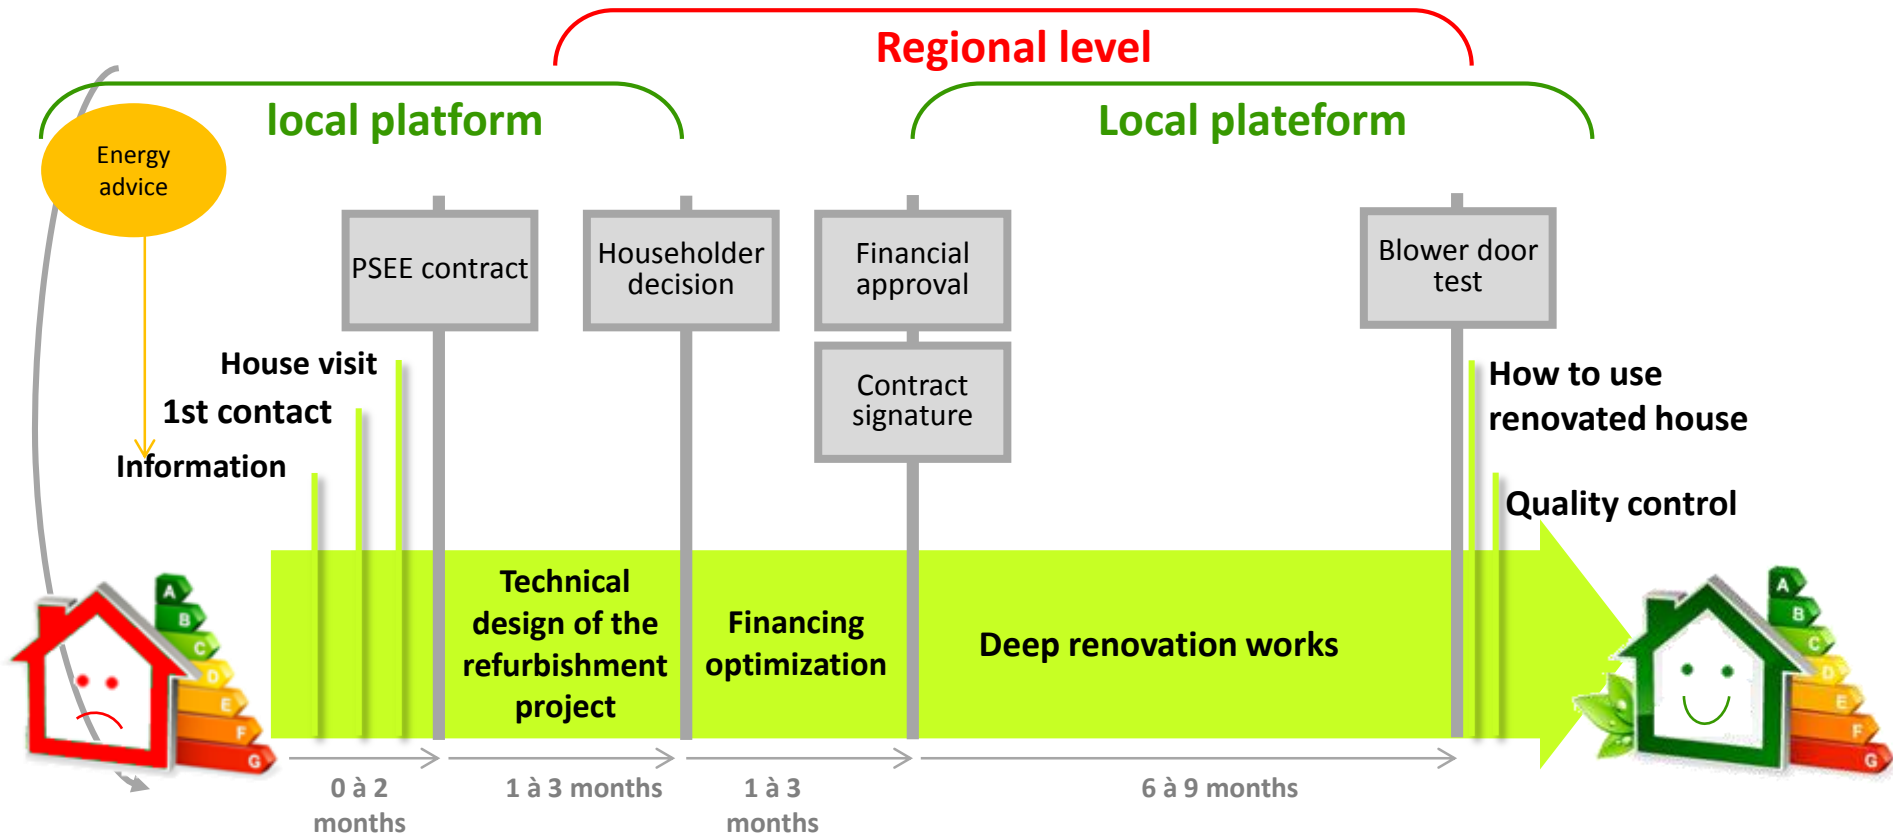 Regional level
local platform
Local plateform
Energy
advice
PSEE contract
Householder
decision
Financial
approval
Contract
signature
Blower door
test
House visit
1st contact
Information
How to use
renovated house
Quality control
Technical
design of the
refurbishment
project
Financing
optimization
Deep renovation works
A
B
C
D
E
F
G
A
B
C
D
E
F
G
0 à 2
months
1 à 3 months
1 à 3
months
6 à 9 months